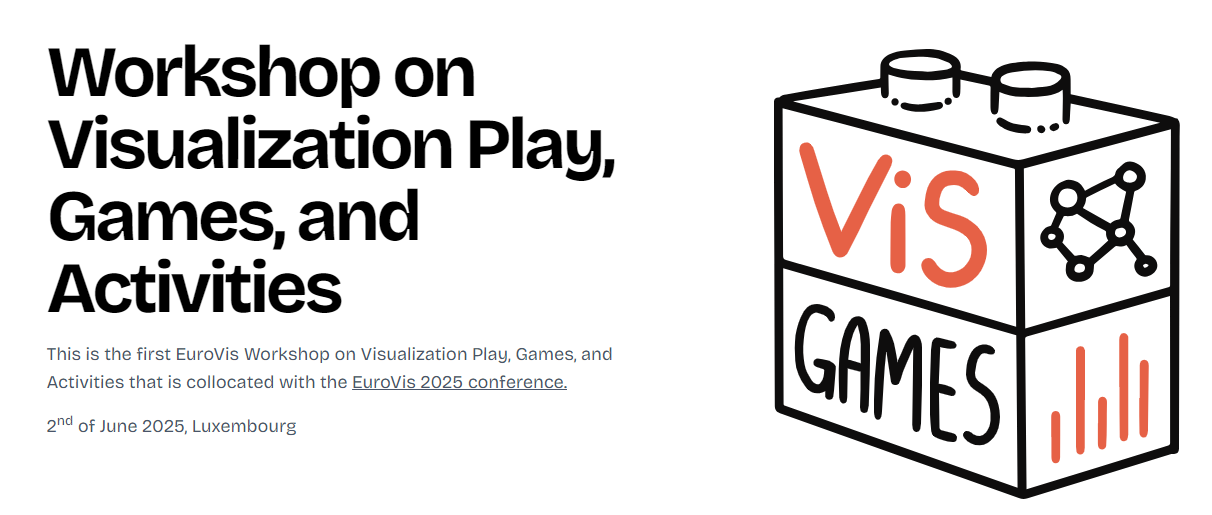 Workshop on
Visualization Play,
Games, and
Activities
This is the first EuroVis Workshop on Visualization Play, Games, and
Activities that is collocated with the EuroVis 2025 conference.
2nd of June 2025, Luxembourg
ViS
GAMES